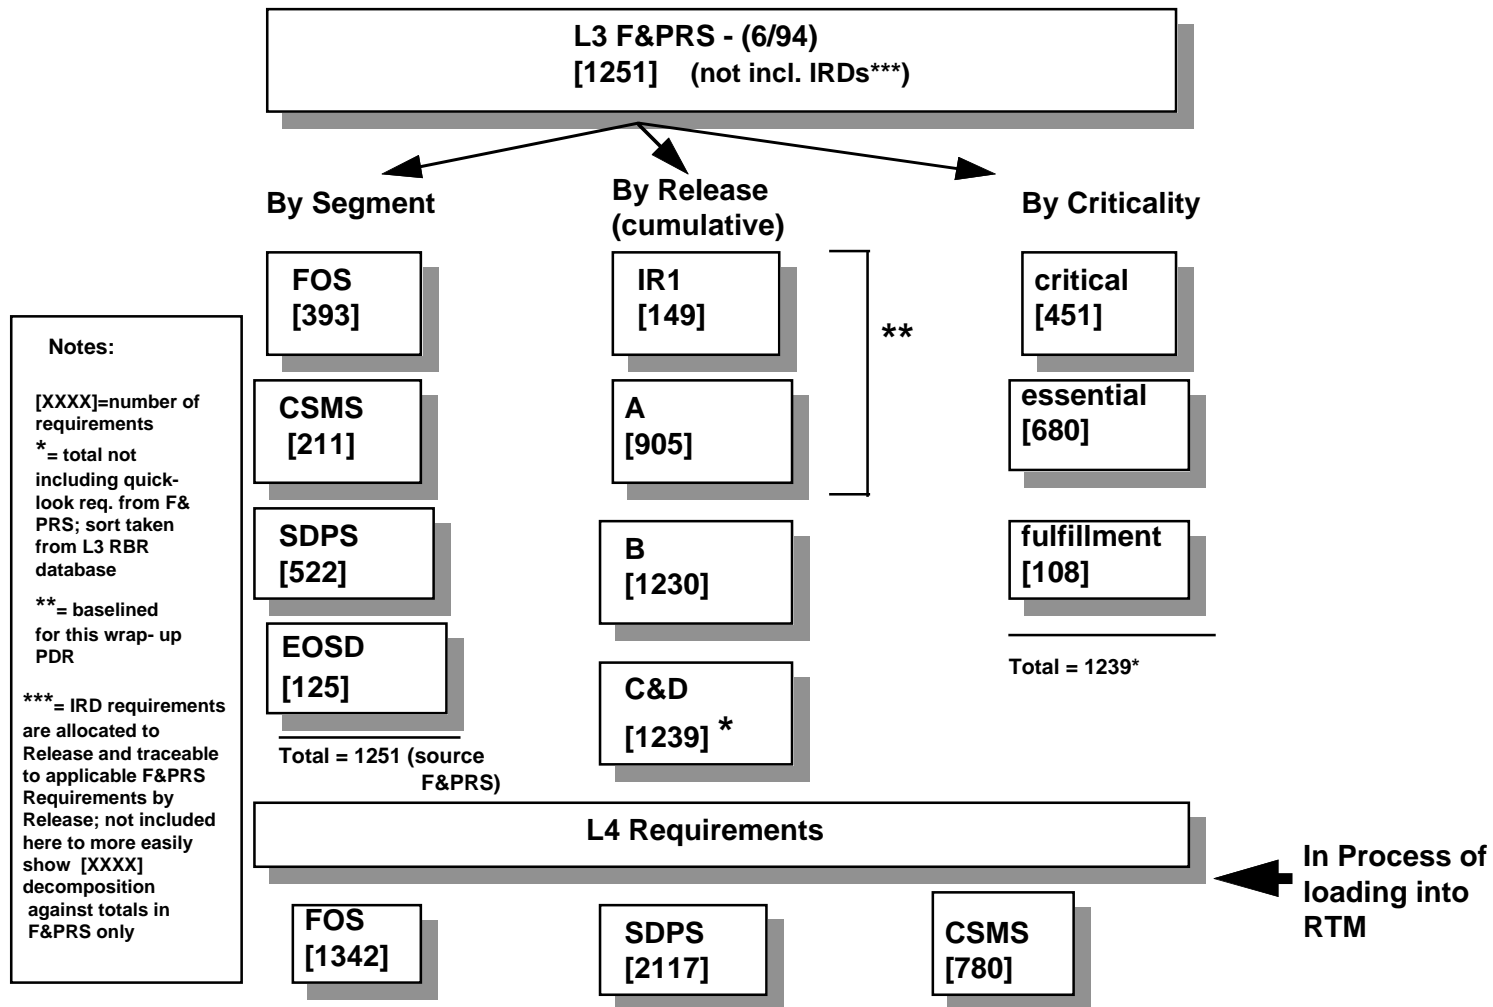 L3 F&PRS - (6/94)
[1251] (not incl. IRDs***)
By Segment
By Release
(cumulative)
By Criticality
FOS
[393]
CSMS
[211]
SDPS
[522]
EOSD
[125]
Total = 1251 (source
F&PRS)
IR1
[149]
A
[905]
**
B
[1230]
C&D
[1239] *
critical
[451]
essential
[680]
fulfillment
[108]
Total = 1239*
Notes:
[XXXX]=number of
requirements
*= total not
including quick-
look req. from F&
PRS; sort taken
from L3 RBR
database
**= baselined
for this wrap- up
PDR
***= IRD requirements
are allocated to
Release and traceable
to applicable F&PRS
Requirements by
Release; not included
here to more easily
show [XXXX]
decomposition
against totals in
F&PRS only
L4 Requirements
In Process of
loading into
RTM
FOS
[1342]
SDPS
[2117]
CSMS
[780]